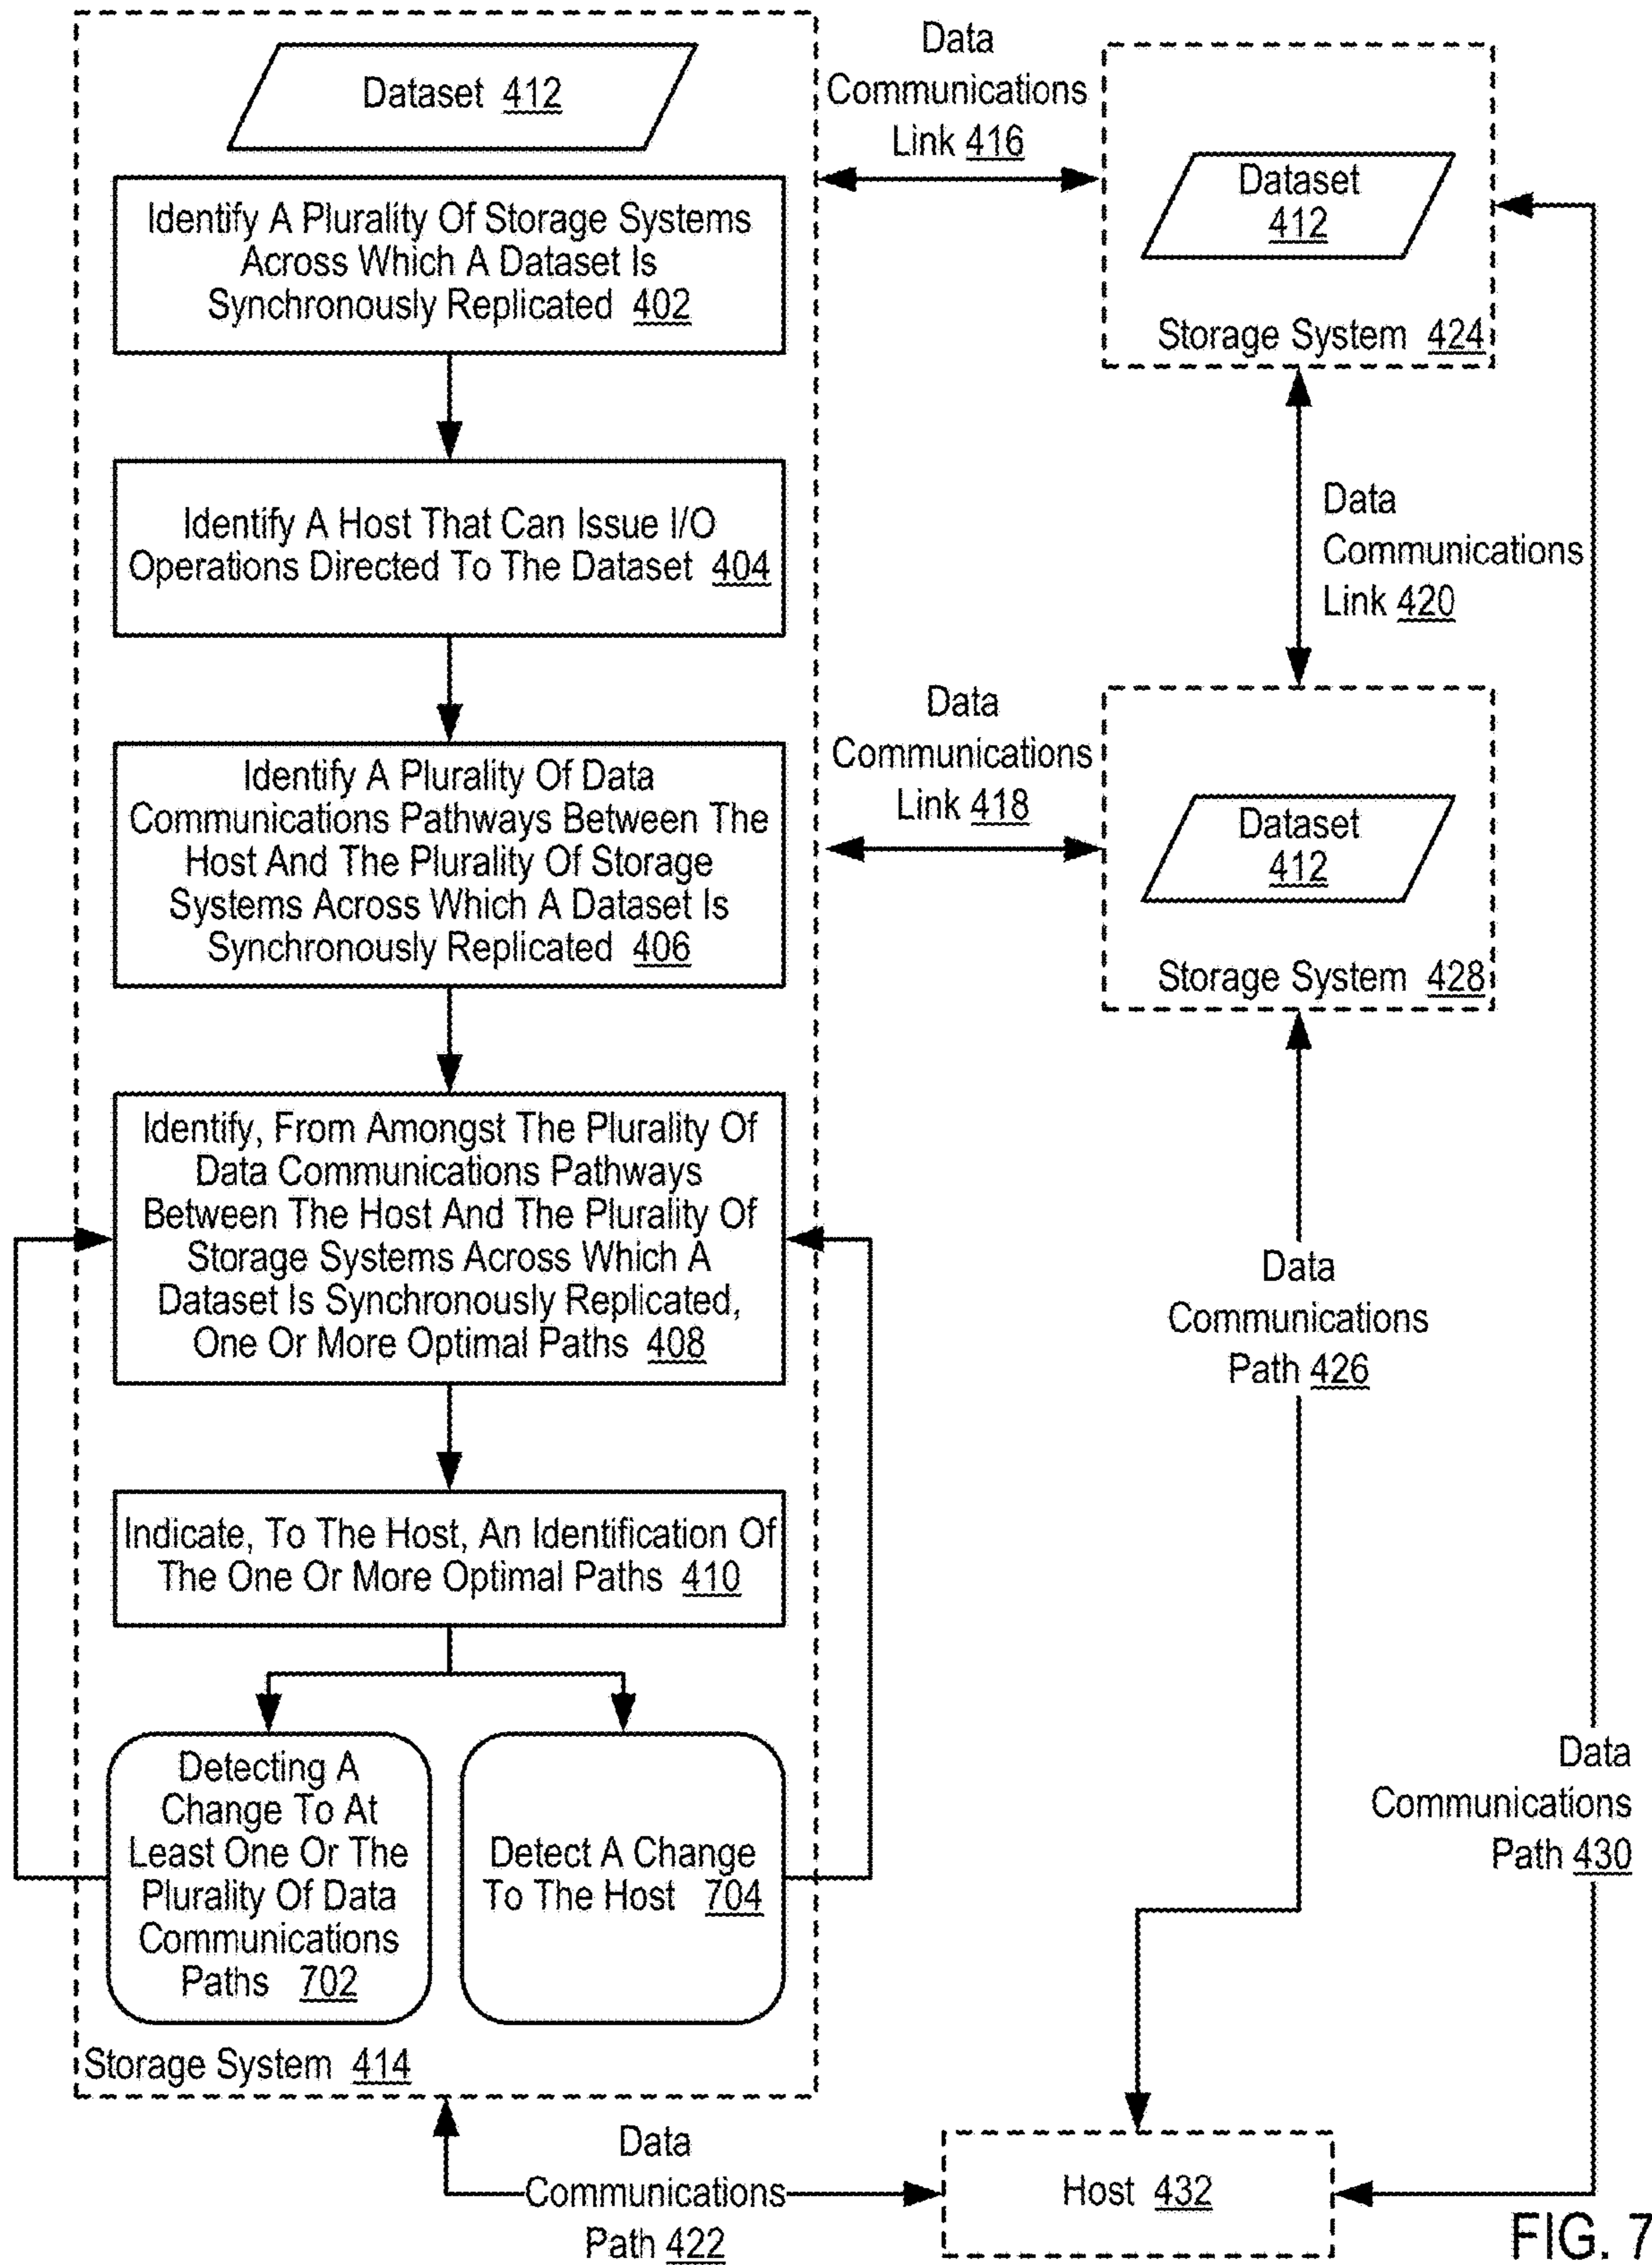 Dataset 412
Identify A Plurality Of Storage Systems
Across Which A Dataset Is
Synchronously Replicated 402
Identify A Host That Can Issue I/O
Operations Directed To The Dataset 404
Identify A Plurality Of Data
Communications Pathways Between The
Host And The Plurality Of Storage
Systems Across Which A Dataset Is
Synchronously Replicated 406
Identify, From Amongst The Plurality Of
Data Communications Pathways
Between The Host And The Plurality Of
Storage Systems Across Which A
Dataset Is Synchronously Replicated,
One Or More Optimal Paths 408
Indicate, To The Host, An Identification Of
The One Or More Optimal Paths 410
Detecting A
Change To At
Least One Or The
Plurality Of Data
Communications
Paths 702
Detect A Change
To The Host 704
Storage System 414
Data
Communications
Link 416
Dataset
412
Storage System 424
Data
Communications
Link 420
Data
Communications
Link 418
Dataset
412
Storage System 428
Data
Communications
Path 426
Data
Communications
Path 430
Data
Communications
Path 422
Host 432
FIG. 7